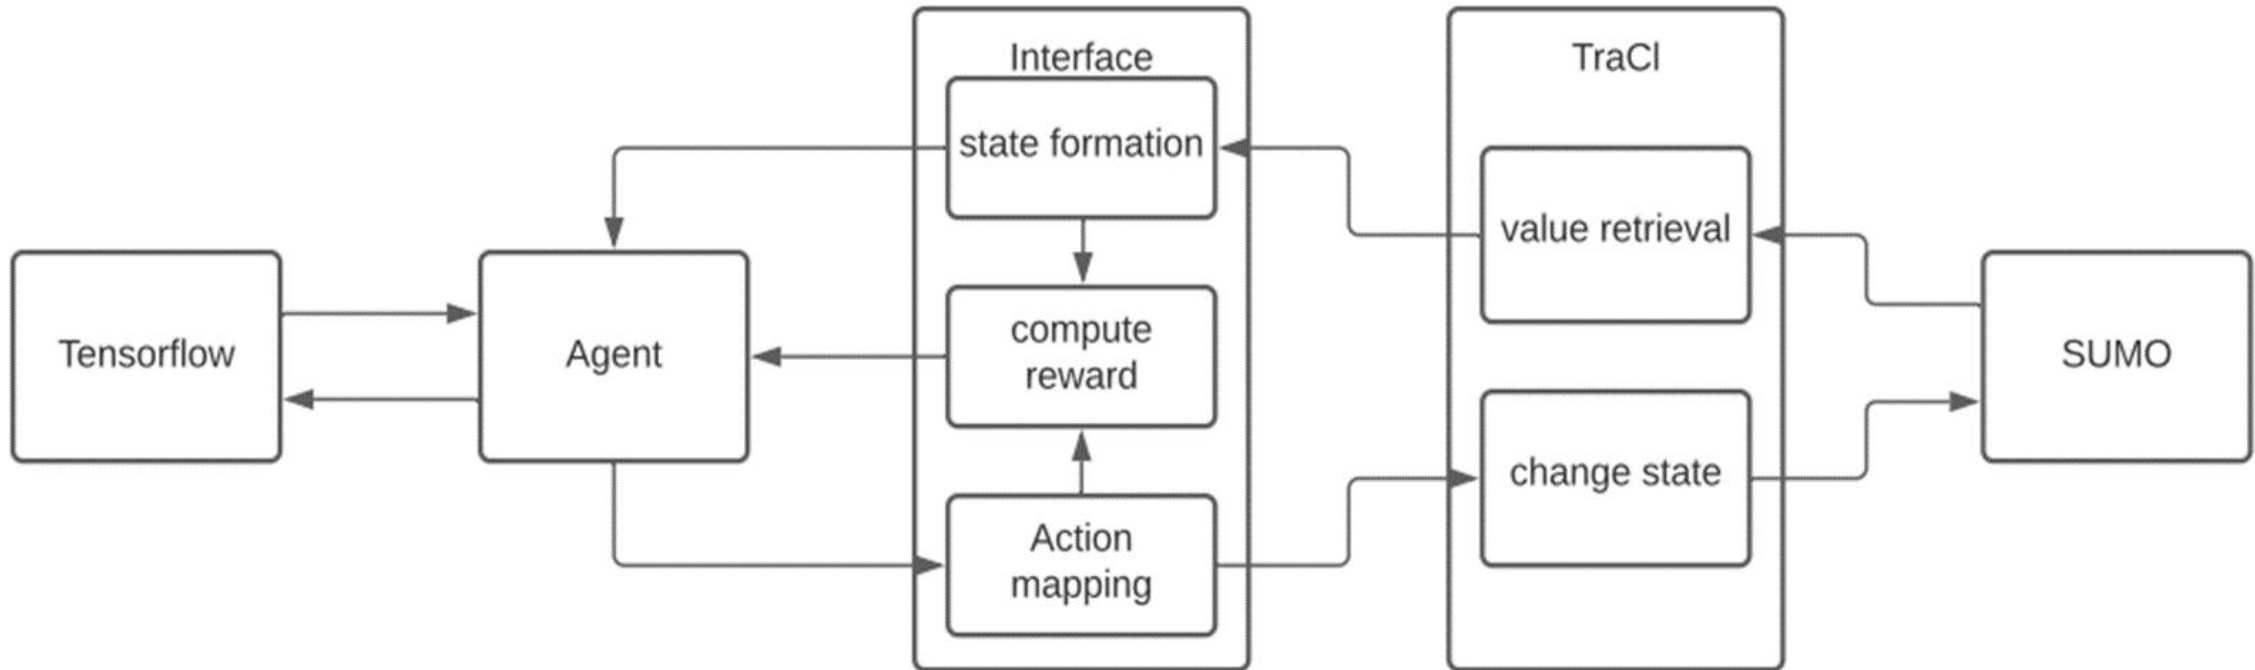 Interface
TraCl
state formation
value retrieval
Tensorflow
Agent
compute
reward
SUMO
change state
Action
mapping